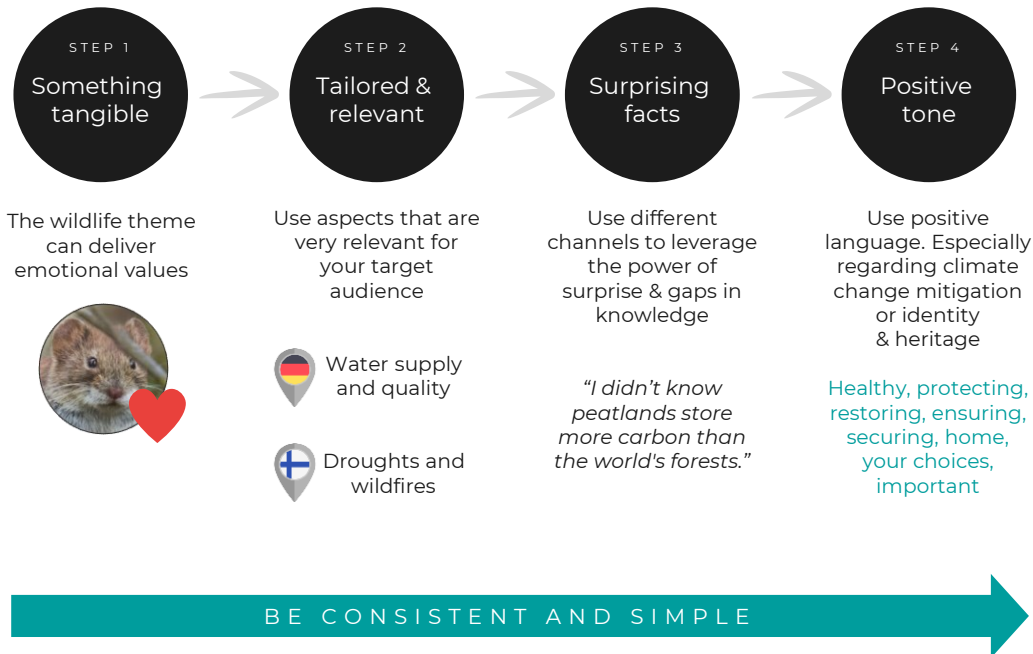 STEP 1
Something
tangible
The wildlife theme
can deliver
emotional values
STEP 2
Tailored &
relevant
Use aspects that are
very relevant for
your target
audience
Water supply
and quality
Droughts and
wildfires
STEP 3
Surprising
facts
Use different
channels to leverage
the power of
surprise & gaps in
knowledge
“I didn’t know
peatlands store
more carbon than
the world's forests.”
STEP 4
Positive
tone
Use positive
language. Especially
regarding climate
change mitigation
or identity
& heritage
Healthy, protecting,
restoring, ensuring,
securing, home,
your choices,
important
BE CONSISTENT AND SIMPLE